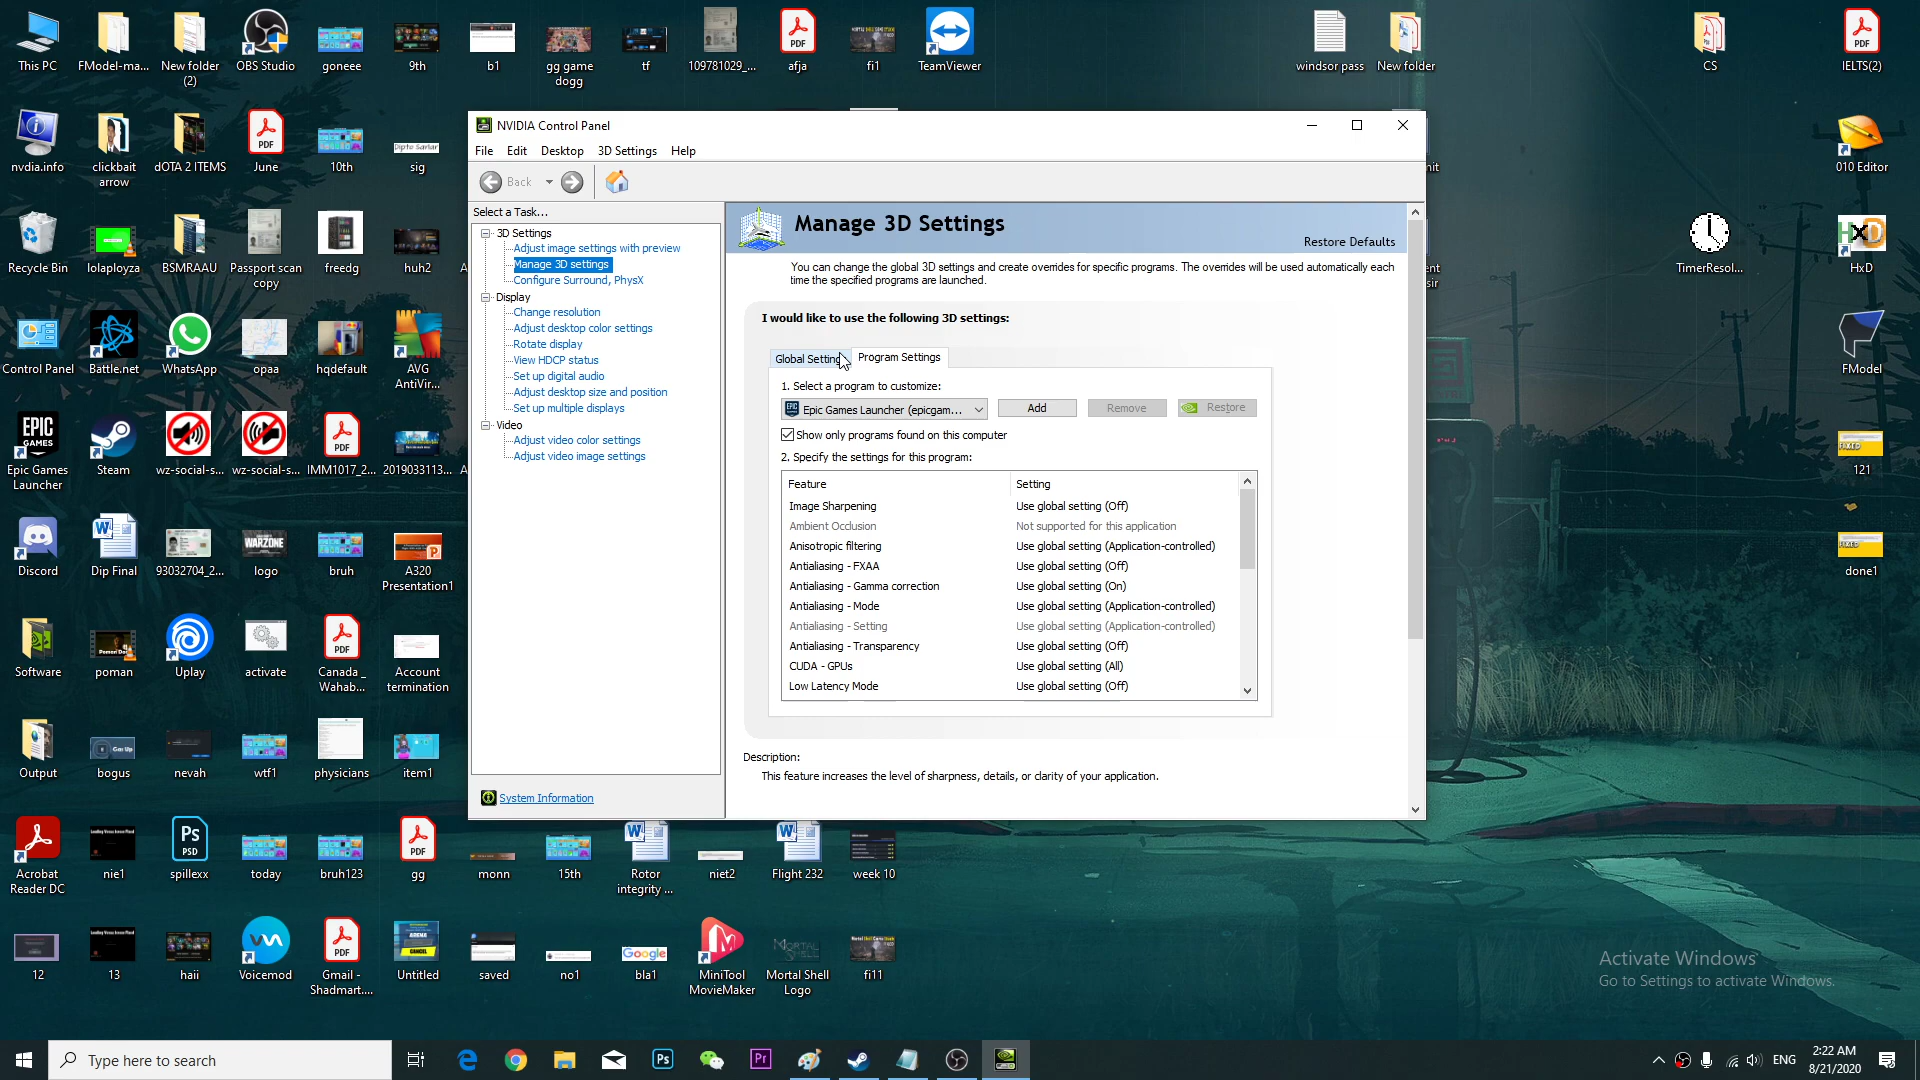 This PC
FModel-ma...
New folder
(2)
OBS Studio
goneee
9th
b1
gg game
dogg
tf
109781029_...
afja
fi1
TeamViewer
windsor pass
New folder
CS
IELTS(2)
nvdia.info
clickbait
arrow
dOTA 2 ITEMS
June
10th
sig
010 Editor
Recycle Bin
lolaployza
BSMRAAU
Passport scan
copy
freedg
huh2
TimerResol...
HxD
Control Panel
Battle.net
WhatsApp
opaa
hqdefault
AVG
AntiVir...
FModel
Epic Games
Launcher
Steam
wz-social-s...
wz-social-s...
IMM1017_2...
2019033113...
121
Discord
Dip Final
93032704_2...
logo
bruh
A320
Presentation1
done1
Software
poman
Uplay
activate
Canada _
Wahab...
Account
termination
Output
bogus
nevah
wtf1
physicians
item1
Acrobat
Reader DC
nie1
spillexx
today
bruh123
gg
monn
15th
Rotor
integrity ...
niet2
Flight 232
week 10
12
13
haii
Voicemod
Gmail -
Shadmart....
Untitled
saved
no1
bla1
MiniTool
MovieMaker
Mortal Shell
Logo
fi11
NVIDIA Control Panel
File Edit Desktop 3D Settings Help
Back
Select a Task...
3D Settings
Adjust image settings with preview
Manage 3D settings
Configure Surround, PhysX
Display
Change resolution
Adjust desktop color settings
Rotate display
View HDCP status
Set up digital audio
Adjust desktop size and position
Set up multiple displays
Video
Adjust video color settings
Adjust video image settings
System Information
Manage 3D Settings
Restore Defaults
You can change the global 3D settings and create overrides for specific programs. The overrides will be used automatically each
time the specified programs are launched.
I would like to use the following 3D settings:
Global Setting
Program Settings
1. Select a program to customize:
Epic Games Launcher (epicgam...
Add
Remove
Restore
Show only programs found on this computer
2. Specify the settings for this program:
Feature Setting
Image Sharpening Use global setting (Off)
Ambient Occlusion Not supported for this application
Anisotropic filtering Use global setting (Application-controlled)
Antialiasing - FXAA Use global setting (Off)
Antialiasing - Gamma correction Use global setting (On)
Antialiasing - Mode Use global setting (Application-controlled)
Antialiasing - Setting Use global setting (Application-controlled)
Antialiasing - Transparency Use global setting (Off)
CUDA - GPUs Use global setting (All)
Low Latency Mode Use global setting (Off)
Description:
This feature increases the level of sharpness, details, or clarity of your application.
Activate Windows
Go to Settings to activate Windows.
Type here to search
ENG
2:22 AM
8/21/2020